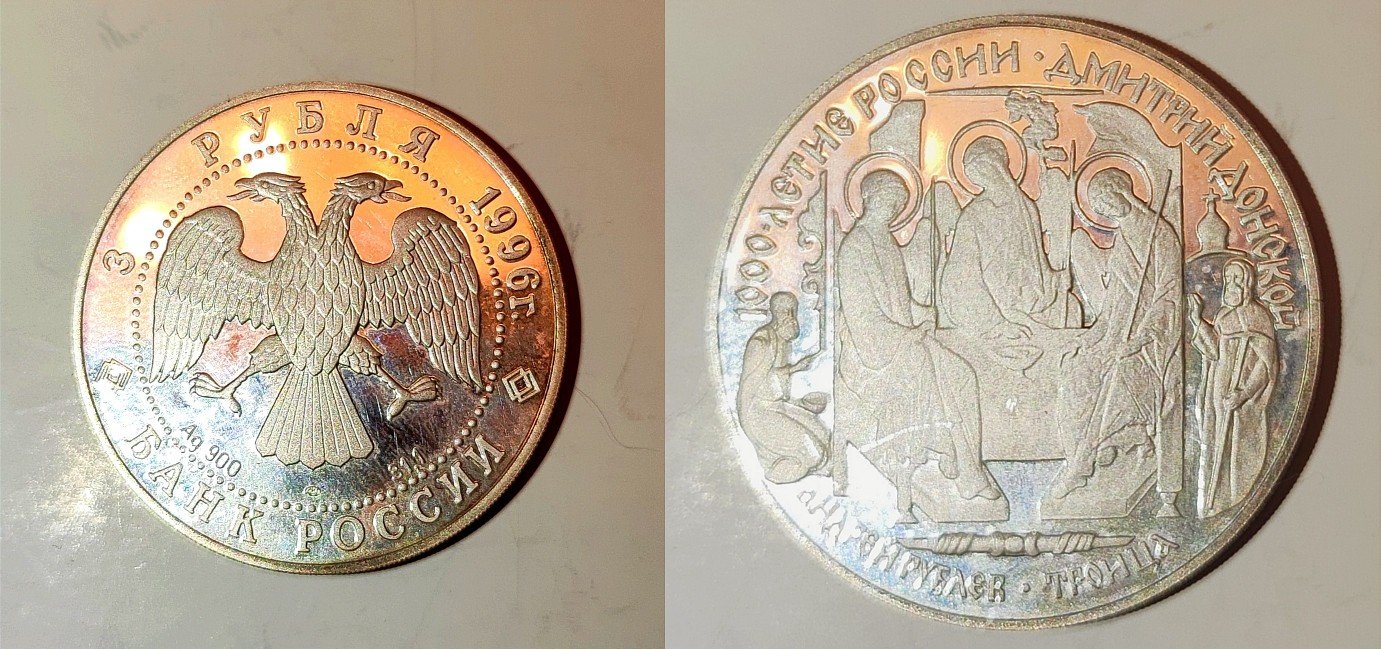 3 РУБЛЯ 1996г.
Ag 900
31,1
БАНК РОССИИ
1000-ЛЕТИЕ РОССИИ · ДМИТРИЙ ДОНСКОЙ
АНДРЕЙ РУБЛЕВ · ТРОИЦА